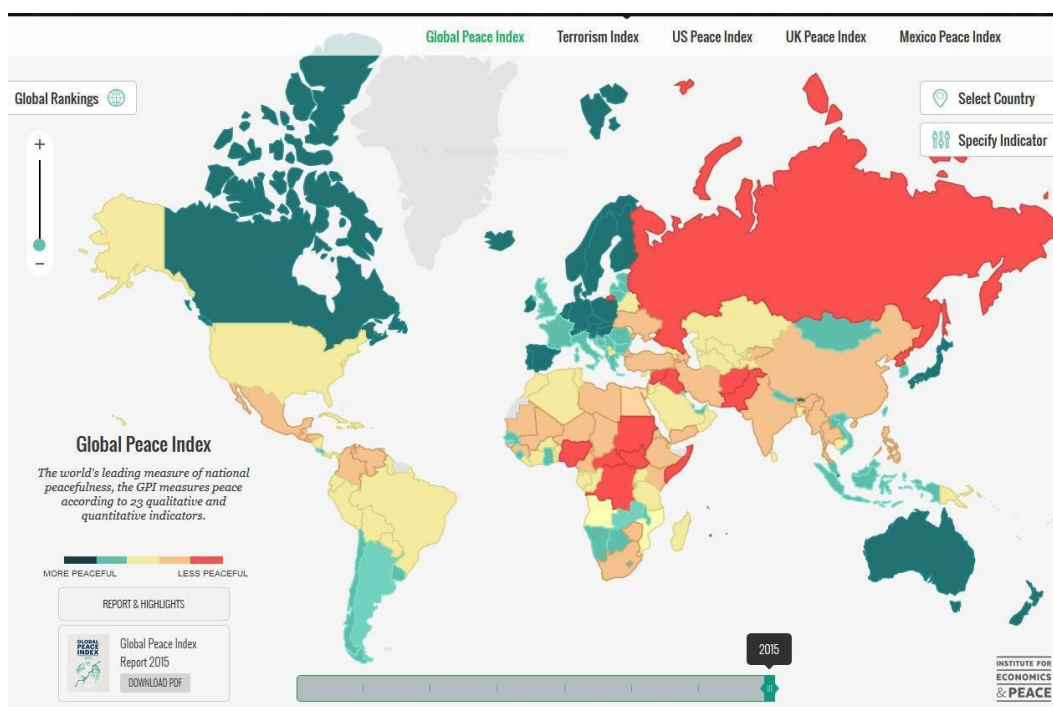 Global Peace Index
Terrorism Index
US Peace Index
UK Peace Index
Mexico Peace Index
Global Rankings
Select Country
Specify Indicator
+
−
Global Peace Index
The world's leading measure of national
peacefulness, the GPI measures peace
according to 23 qualitative and
quantitative indicators.
MORE PEACEFUL
LESS PEACEFUL
REPORT & HIGHLIGHTS
GLOBAL
PEACE
INDEX
Global Peace Index
Report 2015
DOWNLOAD PDF
2015
INSTITUTE FOR
ECONOMICS
& PEACE